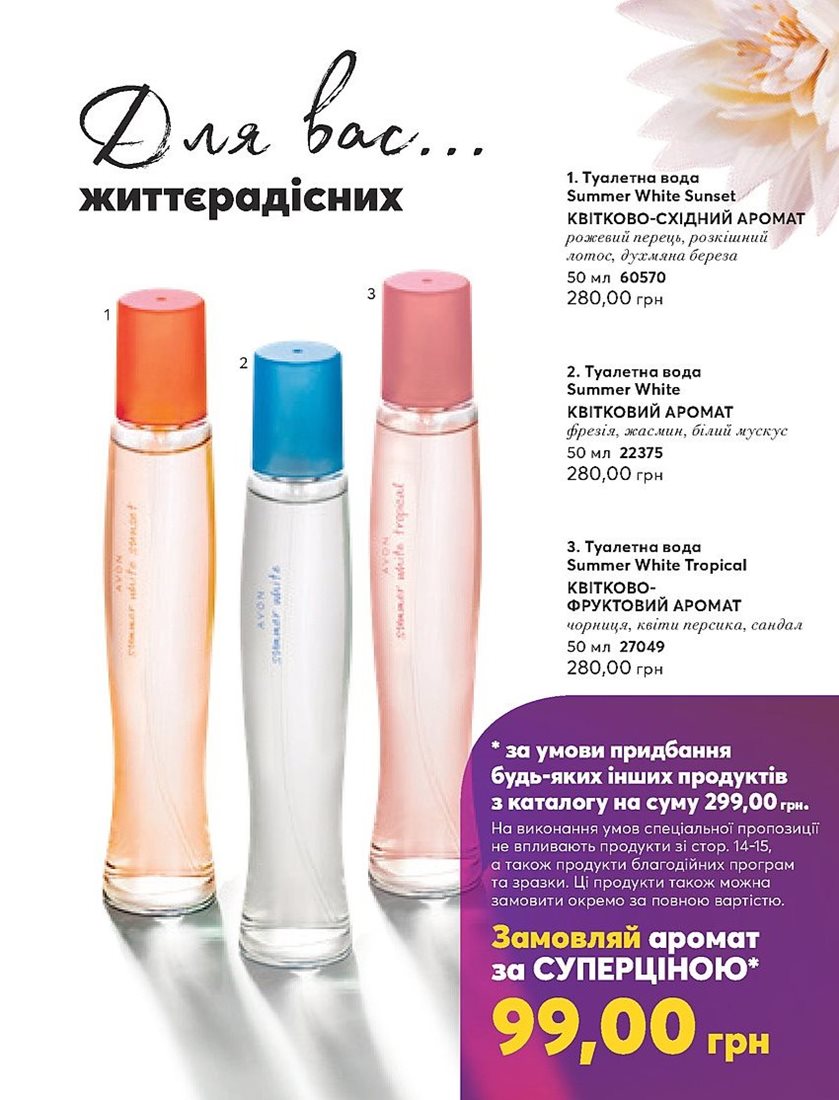 Для вас...
життєрадісних
1. Туалетна вода
Summer White Sunset
КВІТКОВО-СХІДНИЙ АРОМАТ
рожевий перець, розкішний
лотос, духмяна береза
50 мл 60570
280,00 грн
1
2
3
2. Туалетна вода
Summer White
КВІТКОВИЙ АРОМАТ
фрезія, жасмин, білий мускус
50 мл 22375
280,00 грн
3. Туалетна вода
Summer White Tropical
КВІТКОВО-
ФРУКТОВИЙ АРОМАТ
чорниця, квіти персика, сандал
50 мл 27049
280,00 грн
AVON
summer white sunset
AVON
summer white
AVON
summer white tropical
* за умови придбання
будь-яких інших продуктів
з каталогу на суму 299,00 грн.
На виконання умов спеціальної пропозиції
не впливають продукти зі стор. 14-15,
а також продукти благодійних програм
та зразки. Ці продукти також можна
замовити окремо за повною вартістю.
Замовляй аромат
за СУПЕРЦІНОЮ*
99,00 грн